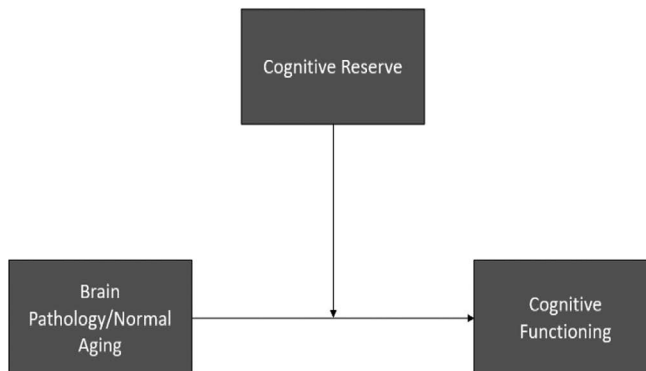 Cognitive Reserve
Brain
Pathology/Normal
Aging
Cognitive
Functioning